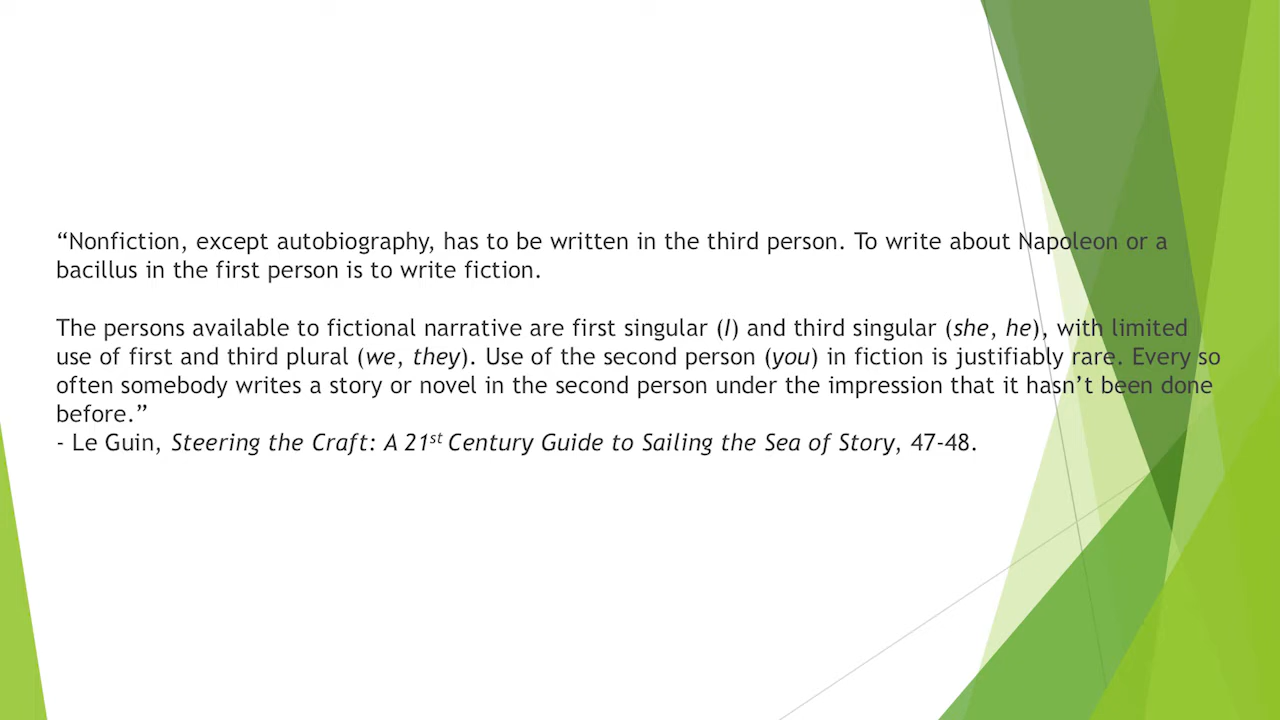 “Nonfiction, except autobiography, has to be written in the third person. To write about Napoleon or a
bacillus in the first person is to write fiction.
The persons available to fictional narrative are first singular (I) and third singular (she, he), with limited
use of first and third plural (we, they). Use of the second person (you) in fiction is justifiably rare. Every so
often somebody writes a story or novel in the second person under the impression that it hasn’t been done
before.”
- Le Guin, Steering the Craft: A 21st Century Guide to Sailing the Sea of Story, 47-48.